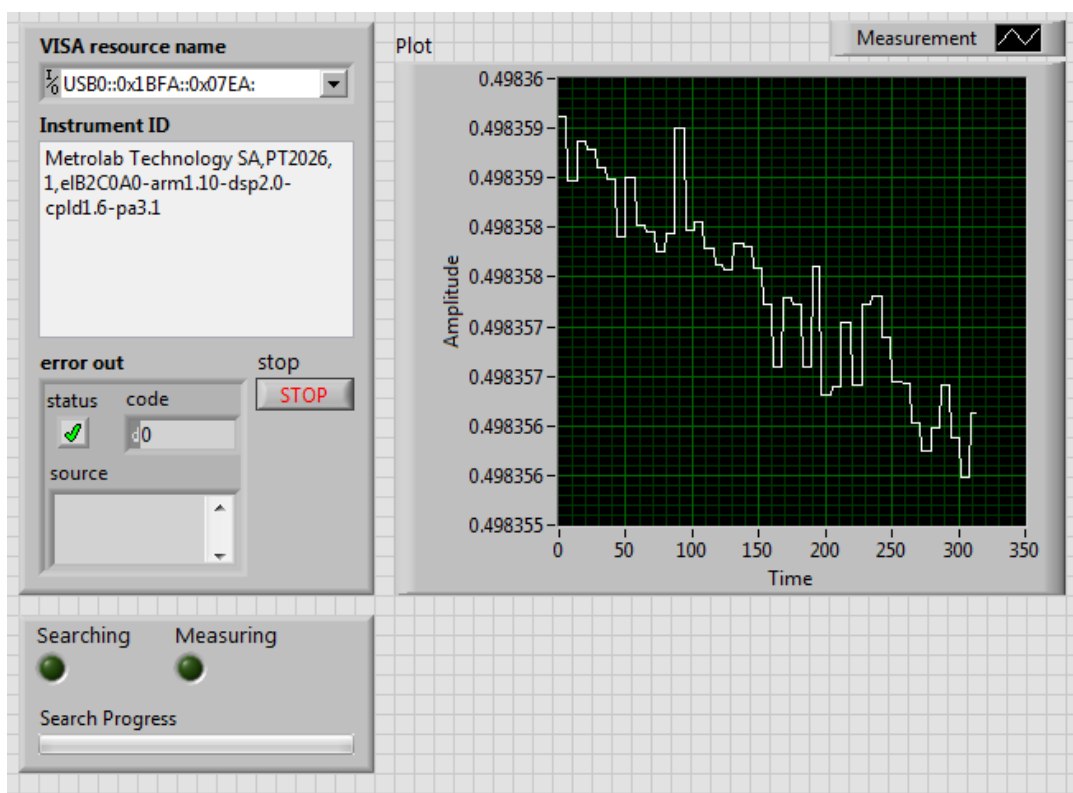 VISA resource name
I/O USB0::0x1BFA::0x07EA:
Instrument ID
Metrolab Technology SA,PT2026,
1,eIB2C0A0-arm1.10-dsp2.0-
cpld1.6-pa3.1
error out
stop
status
code
STOP
d0
source
Searching
Measuring
Search Progress
Plot
Measurement
Amplitude
0.49836
0.498359
0.498359
0.498358
0.498358
0.498357
0.498357
0.498356
0.498356
0.498355
0 50 100 150 200 250 300 350
Time